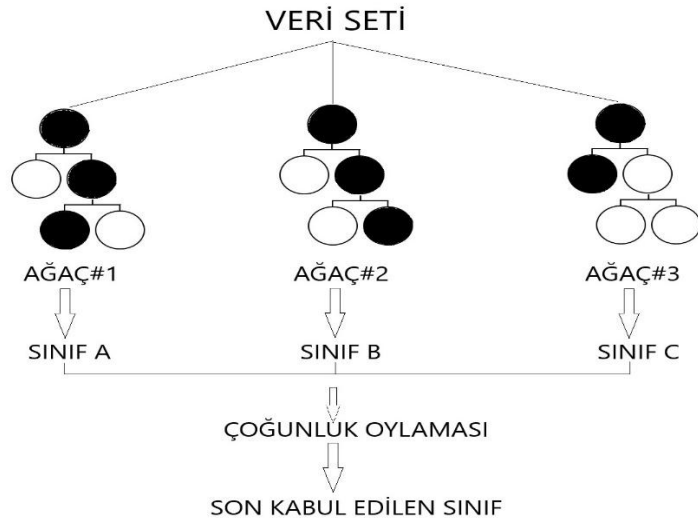 VERİ SETİ
AĞAÇ#1 AĞAÇ#2 AĞAÇ#3
SINIF A SINIF B SINIF C
ÇOĞUNLUK OYLAMASI
SON KABUL EDİLEN SINIF